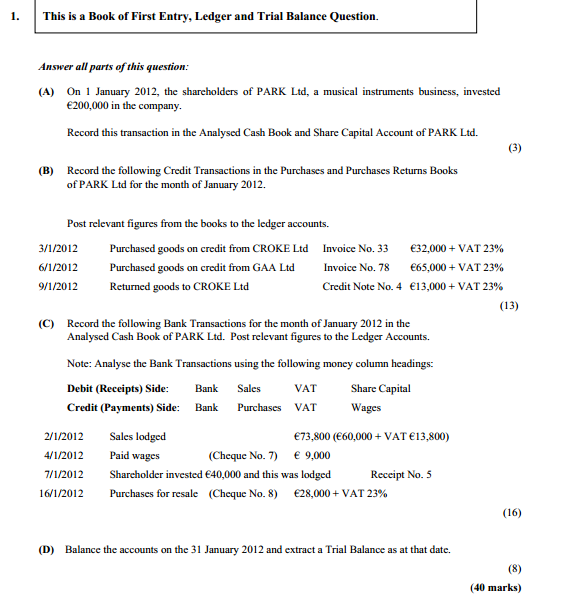 1. This is a Book of First Entry, Ledger and Trial Balance Question.
Answer all parts of this question:
(A) On 1 January 2012, the shareholders of PARK Ltd, a musical instruments business, invested
€200,000 in the company.
Record this transaction in the Analysed Cash Book and Share Capital Account of PARK Ltd.
(3)
(B) Record the following Credit Transactions in the Purchases and Purchases Returns Books
of PARK Ltd for the month of January 2012.
Post relevant figures from the books to the ledger accounts.
3/1/2012 Purchased goods on credit from CROKE Ltd Invoice No. 33 €32,000 + VAT 23%
6/1/2012 Purchased goods on credit from GAA Ltd Invoice No. 78 €65,000 + VAT 23%
9/1/2012 Returned goods to CROKE Ltd Credit Note No. 4 €13,000 + VAT 23%
(13)
(C) Record the following Bank Transactions for the month of January 2012 in the
Analysed Cash Book of PARK Ltd. Post relevant figures to the Ledger Accounts.
Note: Analyse the Bank Transactions using the following money column headings:
Debit (Receipts) Side: Bank Sales VAT Share Capital
Credit (Payments) Side: Bank Purchases VAT Wages
2/1/2012 Sales lodged €73,800 (€60,000 + VAT €13,800)
4/1/2012 Paid wages (Cheque No. 7) € 9,000
7/1/2012 Shareholder invested €40,000 and this was lodged Receipt No. 5
16/1/2012 Purchases for resale (Cheque No. 8) €28,000 + VAT 23%
(16)
(D) Balance the accounts on the 31 January 2012 and extract a Trial Balance as at that date.
(8)
(40 marks)